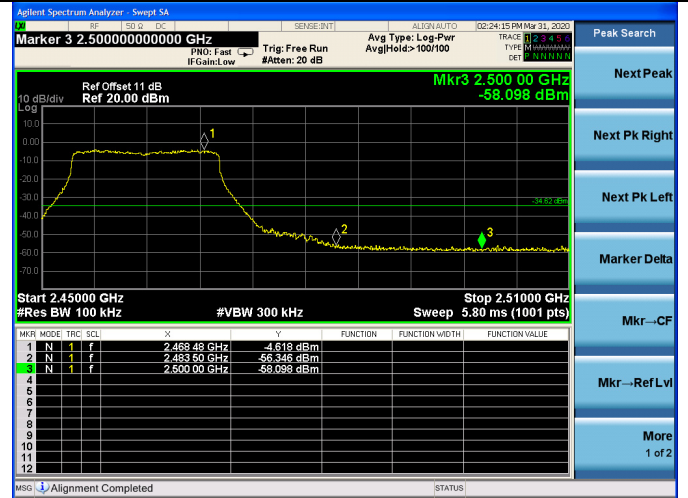 Agilent Spectrum Analyzer - Swept SA
LXI RF 50 Ω DC SENSE:INT ALIGN AUTO 02:24:15 PM Mar 31, 2020
Marker 3 2.500000000000 GHz
PNO: Fast Trig: Free Run Avg Type: Log-Pwr TRACE 1 2 3 4 5 6
IFGain:Low #Atten: 20 dB Avg|Hold:>100/100 TYPE M WWWWW
DET P N N N N N
Peak Search
Next Peak
Next Pk Right
Next Pk Left
Marker Delta
Mkr→CF
Mkr→Ref Lvl
More
1 of 2
Mkr3 2.500 00 GHz
-58.098 dBm
Ref Offset 11 dB
10 dB/div Ref 20.00 dBm
Log
10.0
0.00
-10.0
-20.0
-30.0
-40.0
-50.0
-60.0
-70.0
1
2
3
-34.62 dBm
Start 2.45000 GHz Stop 2.51000 GHz
#Res BW 100 kHz #VBW 300 kHz Sweep 5.80 ms (1001 pts)
MKR MODE TRC SCL X Y FUNCTION FUNCTION WIDTH FUNCTION VALUE
1 N 1 f 2.468 48 GHz -4.618 dBm
2 N 1 f 2.483 50 GHz -56.346 dBm
3 N 1 f 2.500 00 GHz -58.098 dBm
4
5
6
7
8
9
10
11
12
MSG Alignment Completed STATUS